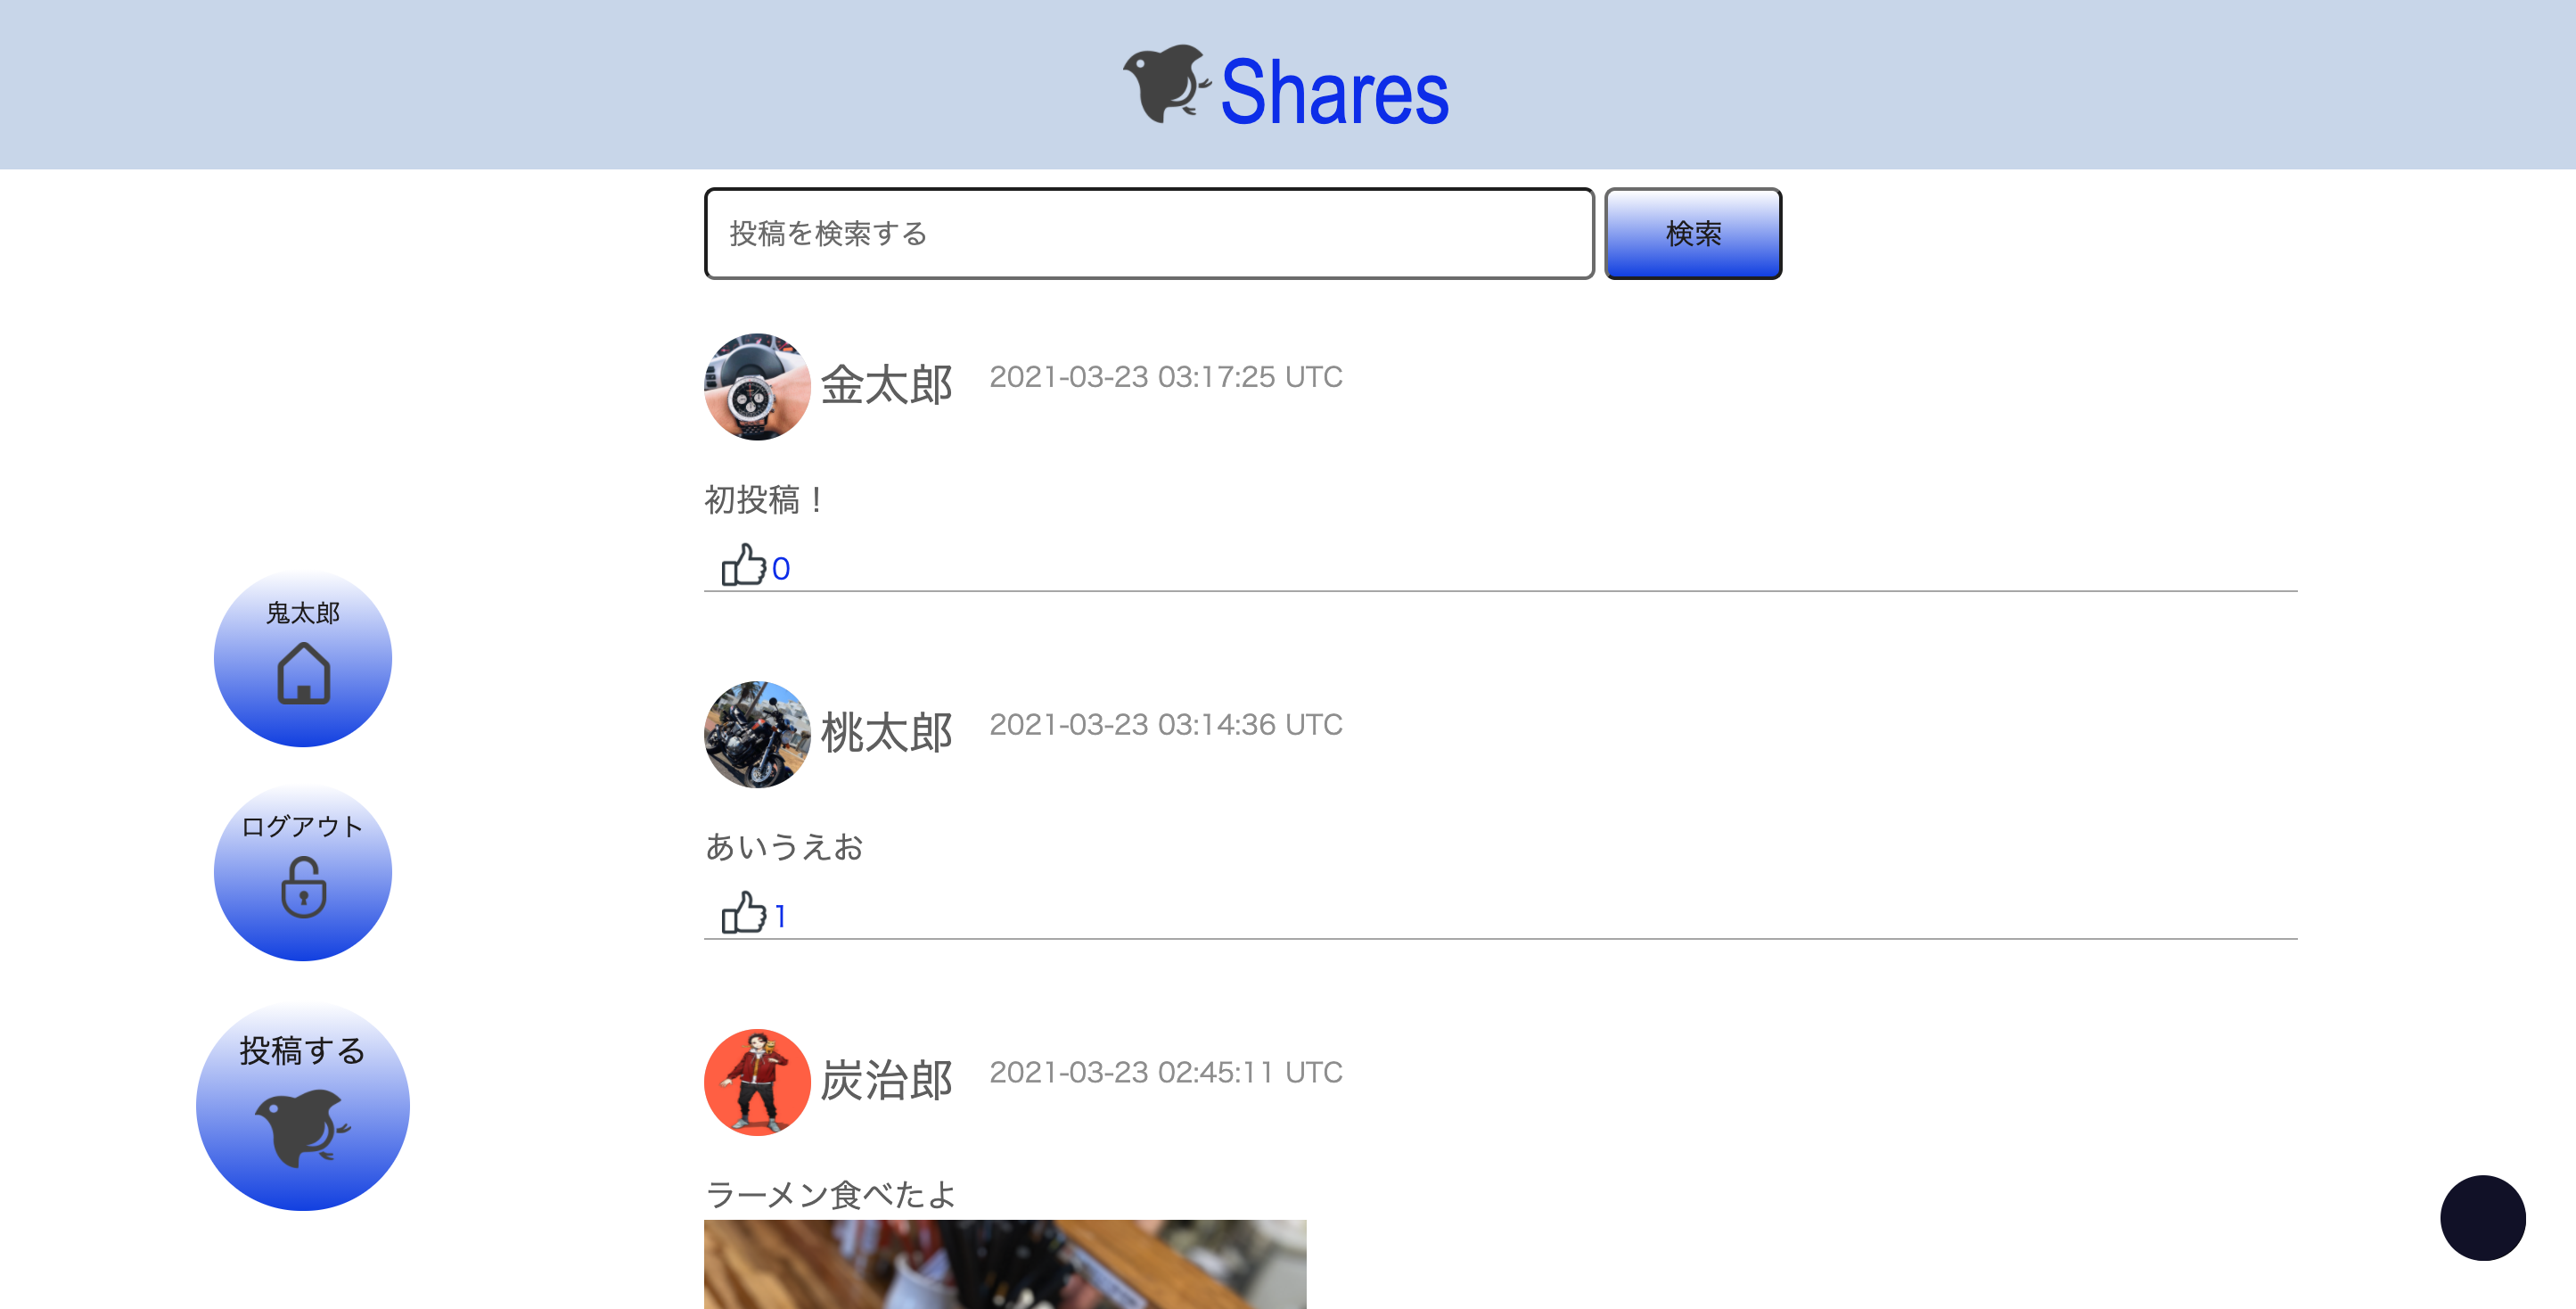 Shares
投稿を検索する 検索
金太郎 2021-03-23 03:17:25 UTC
初投稿！
0
鬼太郎
桃太郎 2021-03-23 03:14:36 UTC
ログアウト
あいうえお
1
投稿する
炭治郎 2021-03-23 02:45:11 UTC
ラーメン食べたよ